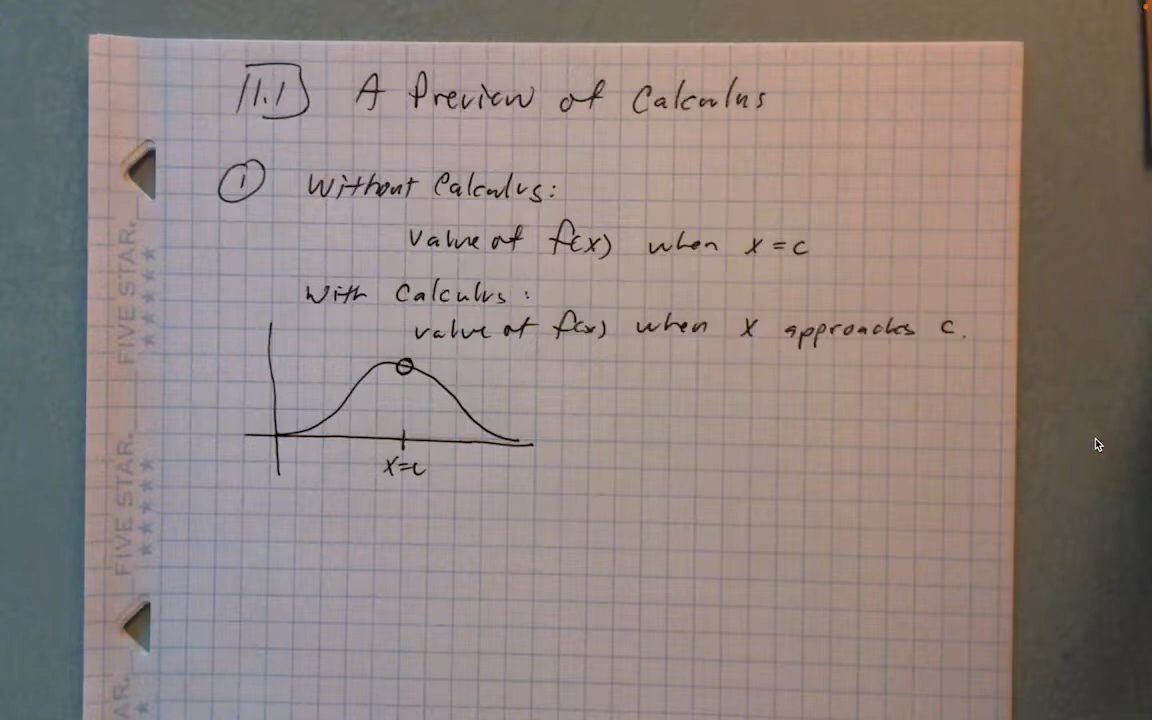 11.1 A Preview of Calculus
① Without Calculus:
value of f(x) when x = c
With Calculus:
value of f(x) when x approaches c.
x=c
FIVE STAR.
FIVE STAR.
AR.